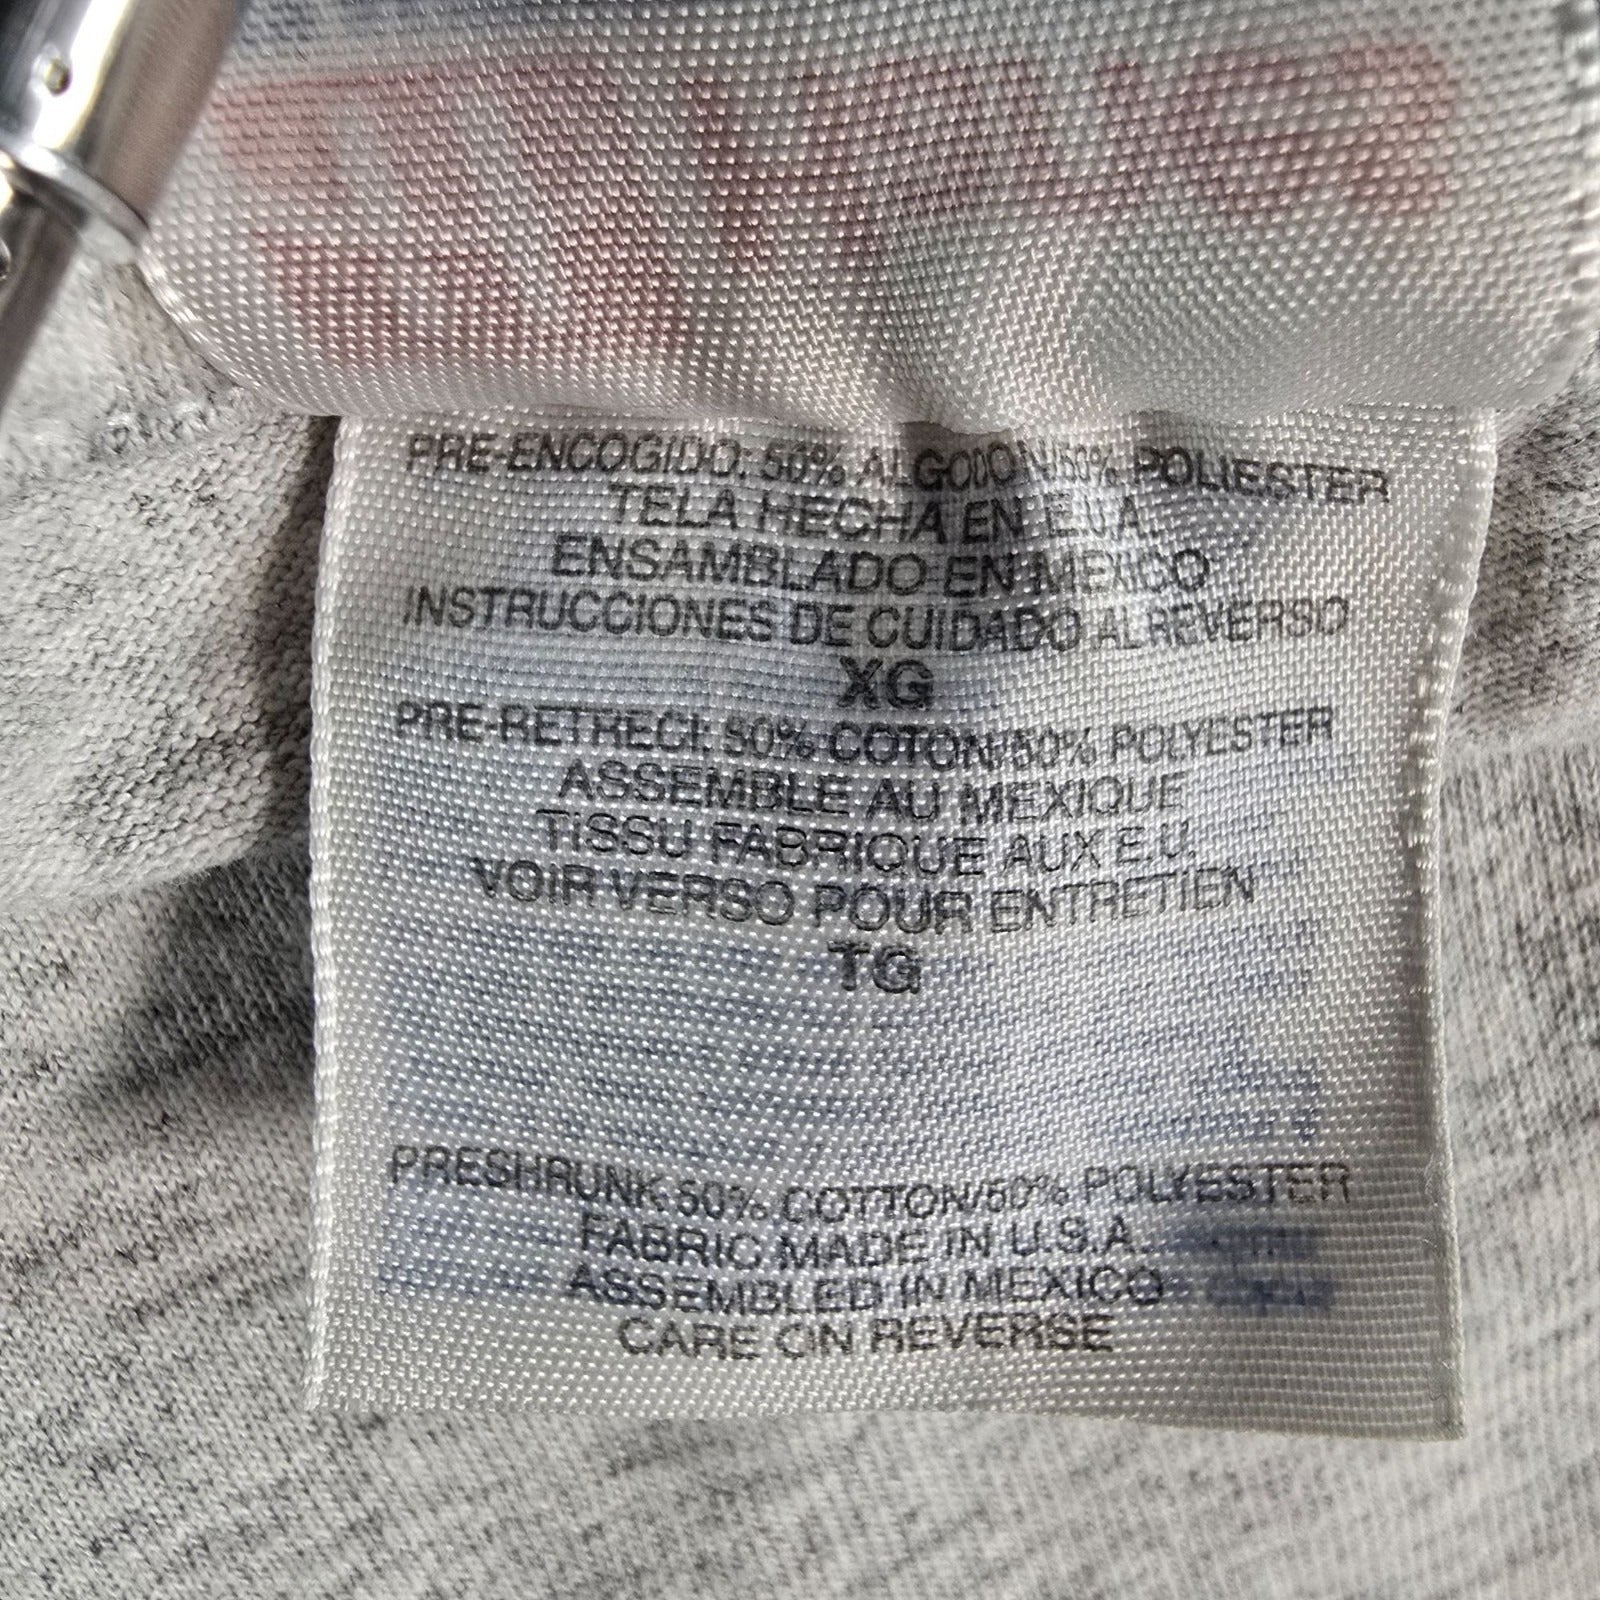 PRE-ENCOGIDO: 50% ALGODON/50% POLIESTER
TELA HECHA EN E.U.A.
ENSAMBLADO EN MEXICO
INSTRUCCIONES DE CUIDADO AL REVERSO
XG
PRE-RETRECI: 50% COTON/50% POLYESTER
ASSEMBLE AU MEXIQUE
TISSU FABRIQUE AUX E.U.
VOIR VERSO POUR ENTRETIEN
TG
PRESHRUNK 50% COTTON/50% POLYESTER
FABRIC MADE IN U.S.A.
ASSEMBLED IN MEXICO
CARE ON REVERSE